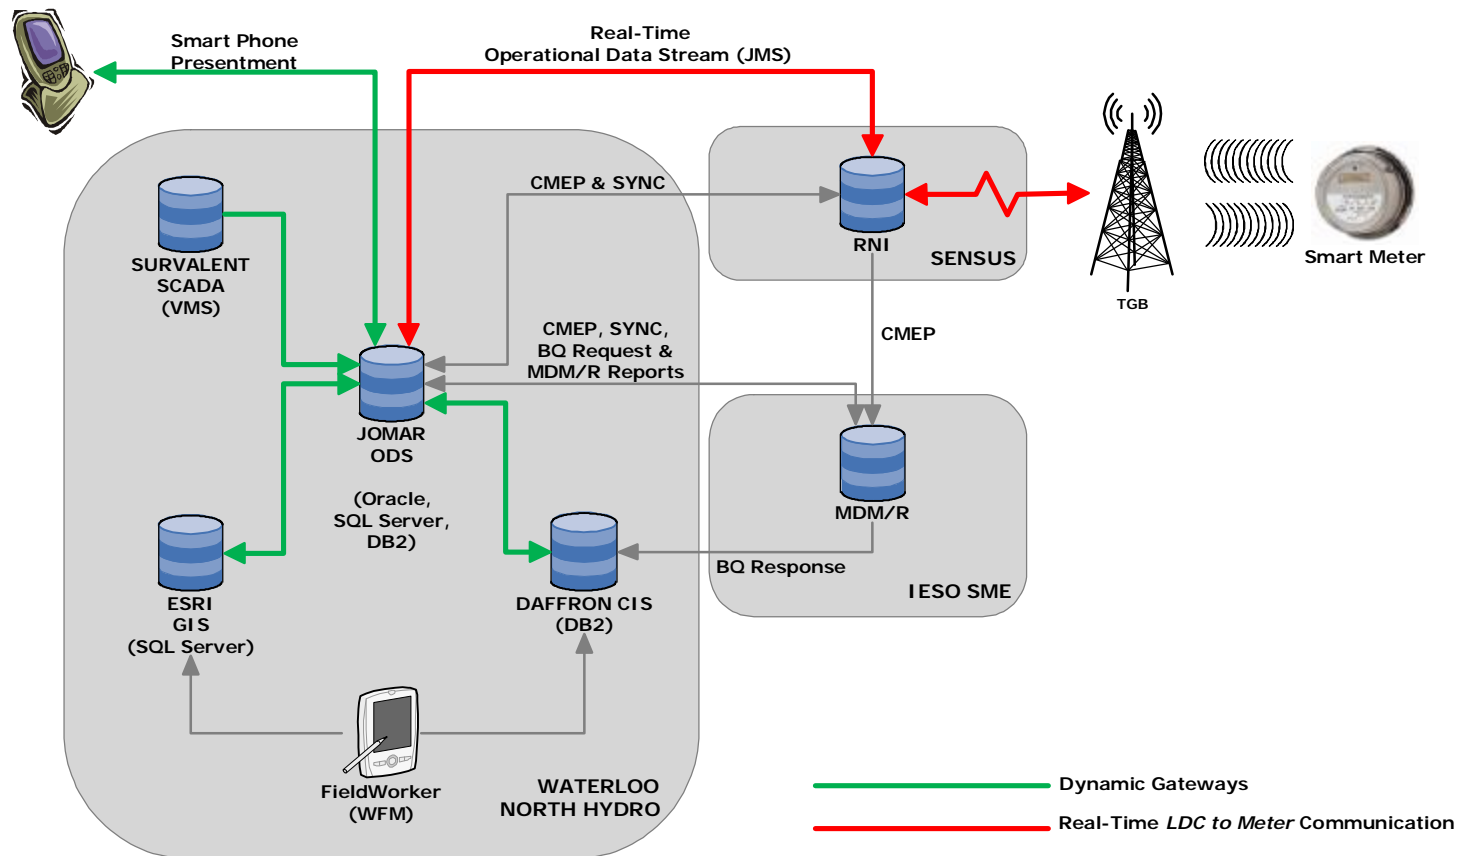 Smart Phone
Presentment
Real-Time
Operational Data Stream (JMS)
SURVALENT
SCADA
(VMS)
CMEP & SYNC
RNI
SENSUS
TGB
Smart Meter
CMEP, SYNC,
BQ Request &
MDM/R Reports
CMEP
JOMAR
ODS
(Oracle,
SQL Server,
DB2)
MDM/R
BQ Response
IESO SME
ESRI
GIS
(SQL Server)
DAFFRON CIS
(DB2)
FieldWorker
(WFM)
WATERLOO
NORTH HYDRO
Dynamic Gateways
Real-Time LDC to Meter Communication